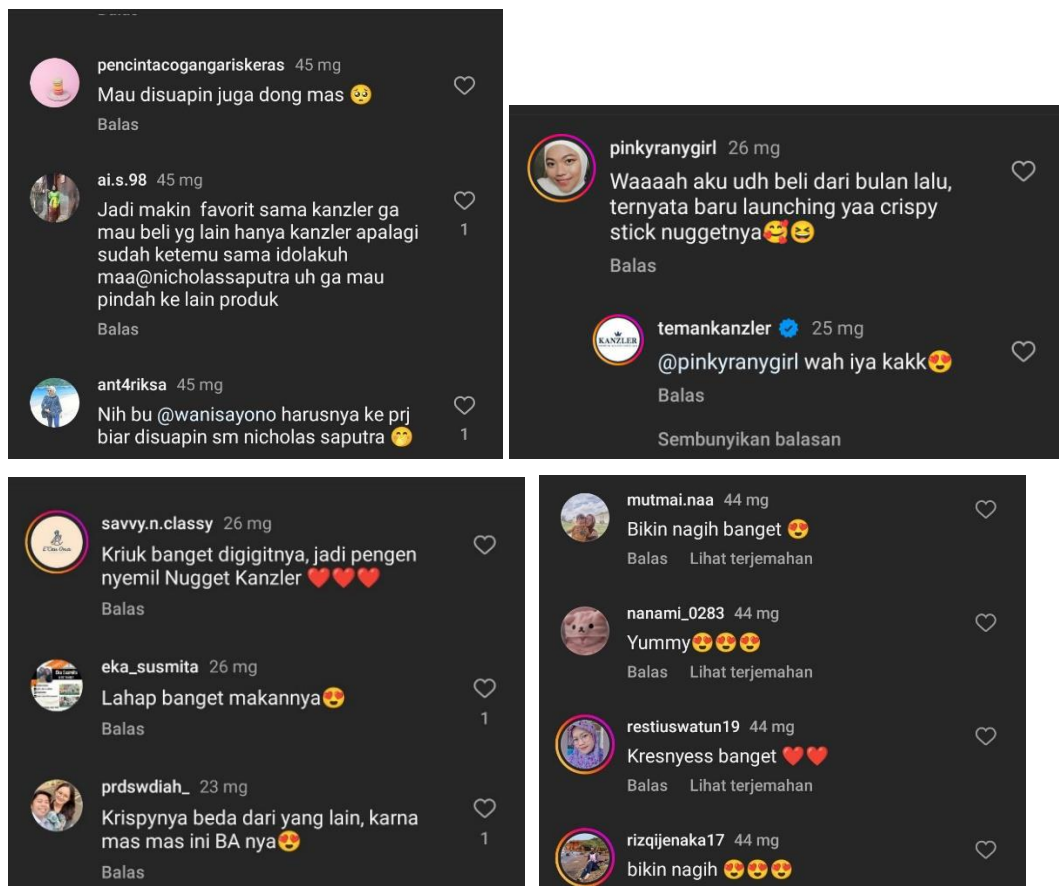 pencintacogangariskeras 45 mg
Mau disuapin juga dong mas 🥺
Balas
ai.s.98 45 mg
Jadi makin favorit sama kanzler ga
mau beli yg lain hanya kanzler apalagi
sudah ketemu sama idolakuh
maa@nicholassaputra uh ga mau
pindah ke lain produk
1
Balas
ant4riksa 45 mg
Nih bu @wanisayono harusnya ke prj
biar disuapin sm nicholas saputra 🤭
1
pinkyranygirl 26 mg
Waaaah aku udh beli dari bulan lalu,
ternyata baru launching yaa crispy
stick nuggetnya🥰😆
Balas
KANZLER
temankanzler 25 mg
@pinkyranygirl wah iya kakk😍
Balas
Sembunyikan balasan
savvy.n.classy 26 mg
Kriuk banget digigitnya, jadi pengen
nyemil Nugget Kanzler ❤️❤️❤️
Balas
eka_susmita 26 mg
Lahap banget makannya😍
1
Balas
prdswdiah_ 23 mg
Krispynya beda dari yang lain, karna
mas mas ini BA nya😍
1
Balas
mutmai.naa 44 mg
Bikin nagih banget 😍
Balas Lihat terjemahan
nanami_0283 44 mg
Yummy😍😍😍
Balas Lihat terjemahan
restiuswatun19 44 mg
Kresnyess banget ❤️❤️
Balas Lihat terjemahan
rizqijenaka17 44 mg
bikin nagih 😍😍😍